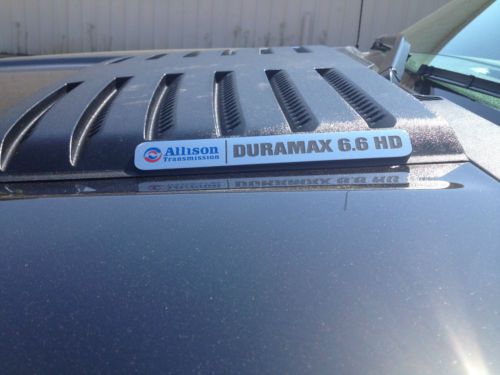 Allison DURAMAX 6.6 HD
Transmission